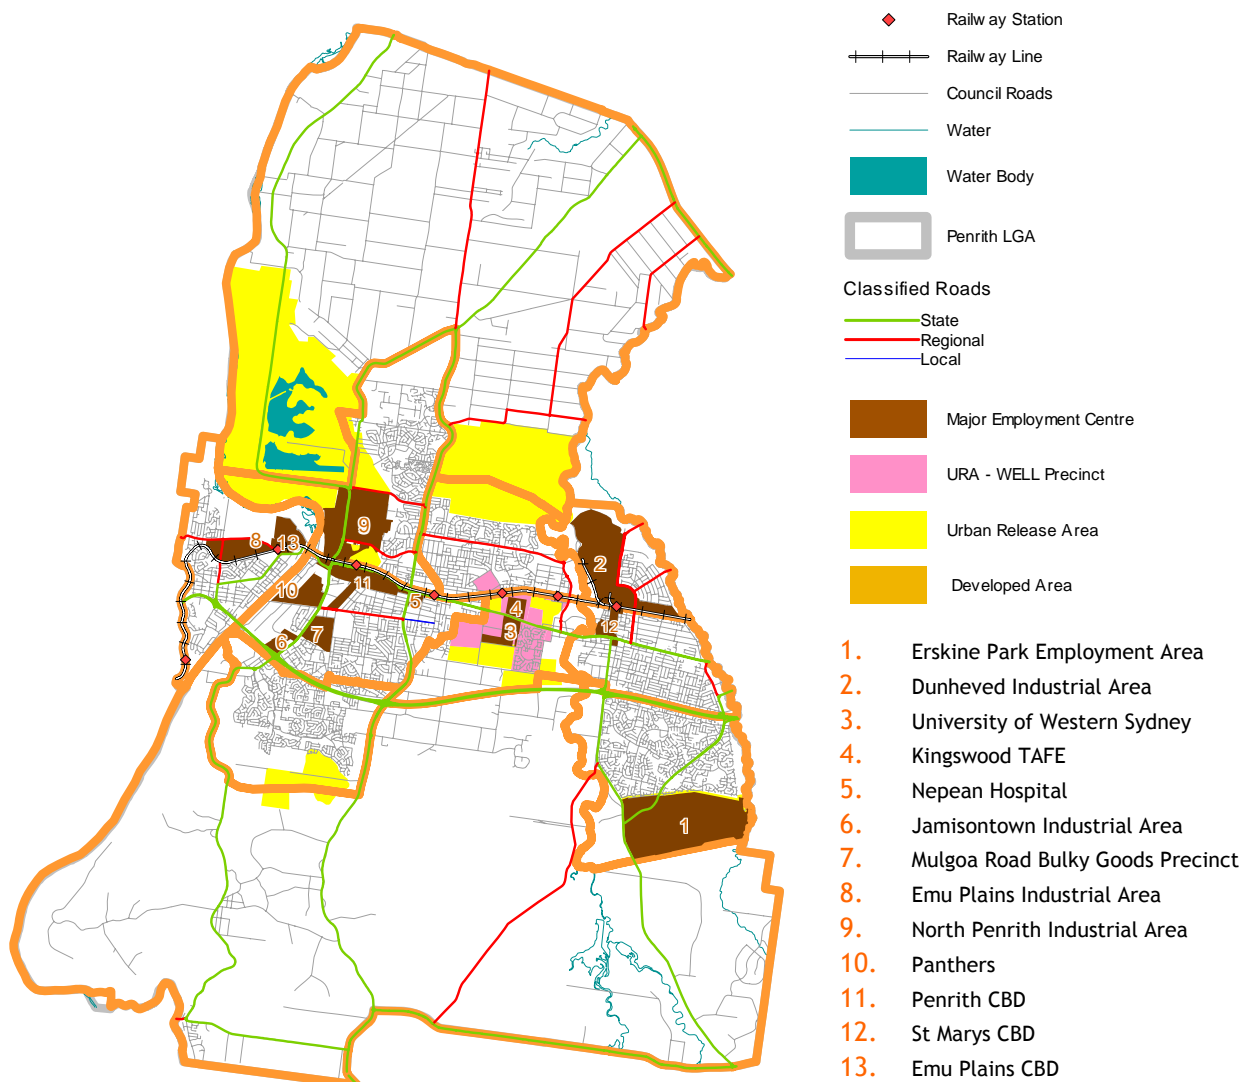 Railway Station
Railway Line
Council Roads
Water
Water Body
Penrith LGA
Classified Roads
State
Regional
Local
Major Employment Centre
URA - WELL Precinct
Urban Release Area
Developed Area
1. Erskine Park Employment Area
2. Dunheved Industrial Area
3. University of Western Sydney
4. Kingswood TAFE
5. Nepean Hospital
6. Jamisontown Industrial Area
7. Mulgoa Road Bulky Goods Precinct
8. Emu Plains Industrial Area
9. North Penrith Industrial Area
10. Panthers
11. Penrith CBD
12. St Marys CBD
13. Emu Plains CBD
9
8
13
2
11
10
5
4
12
3
7
6
1